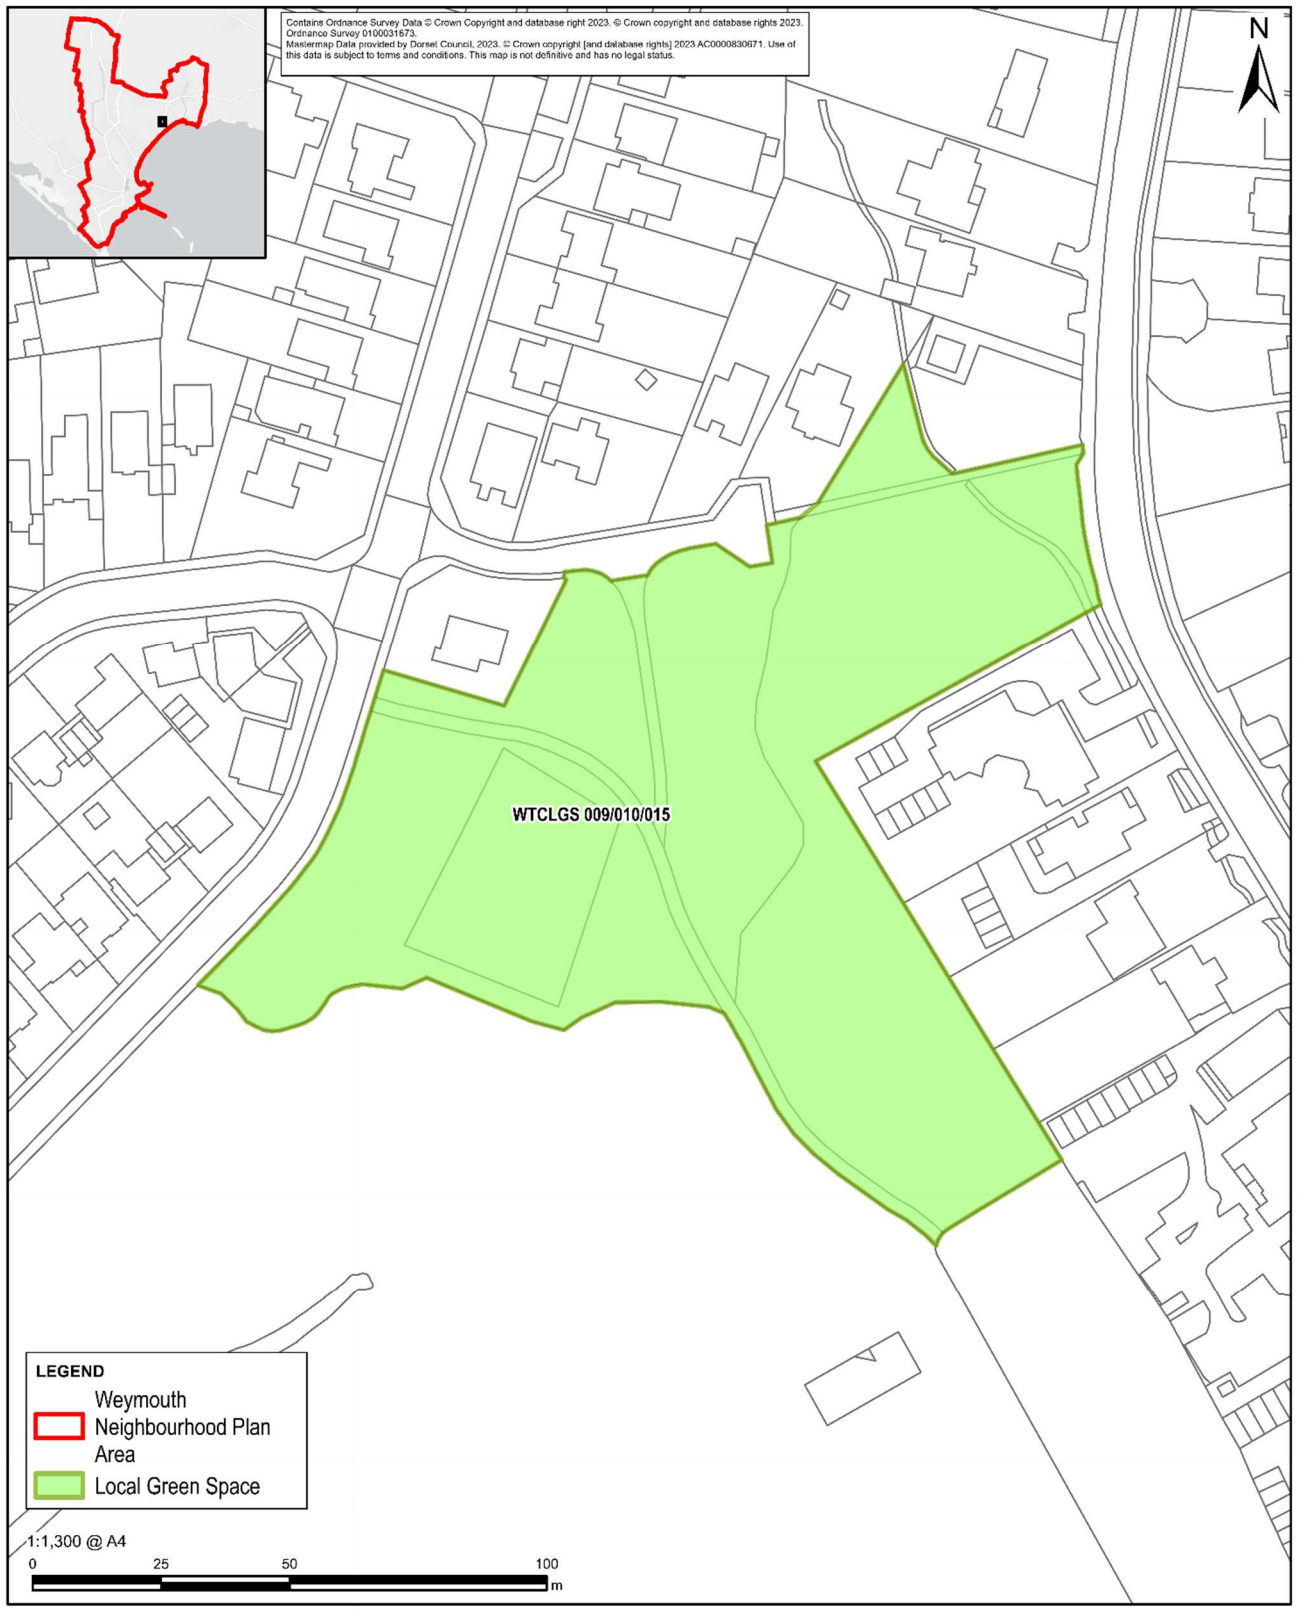 Contains Ordnance Survey Data © Crown Copyright and database right 2023. © Crown copyright and database rights 2023.
Ordnance Survey 0100031673.
Mastermap Data provided by Dorset Council, 2023. © Crown copyright [and database rights] 2023 AC0000830671. Use of
this data is subject to terms and conditions. This map is not definitive and has no legal status.
N
WTCLGS 009/010/015
LEGEND
Weymouth
Neighbourhood Plan
Area
Local Green Space
1:1,300 @ A4
0 25 50 100
m